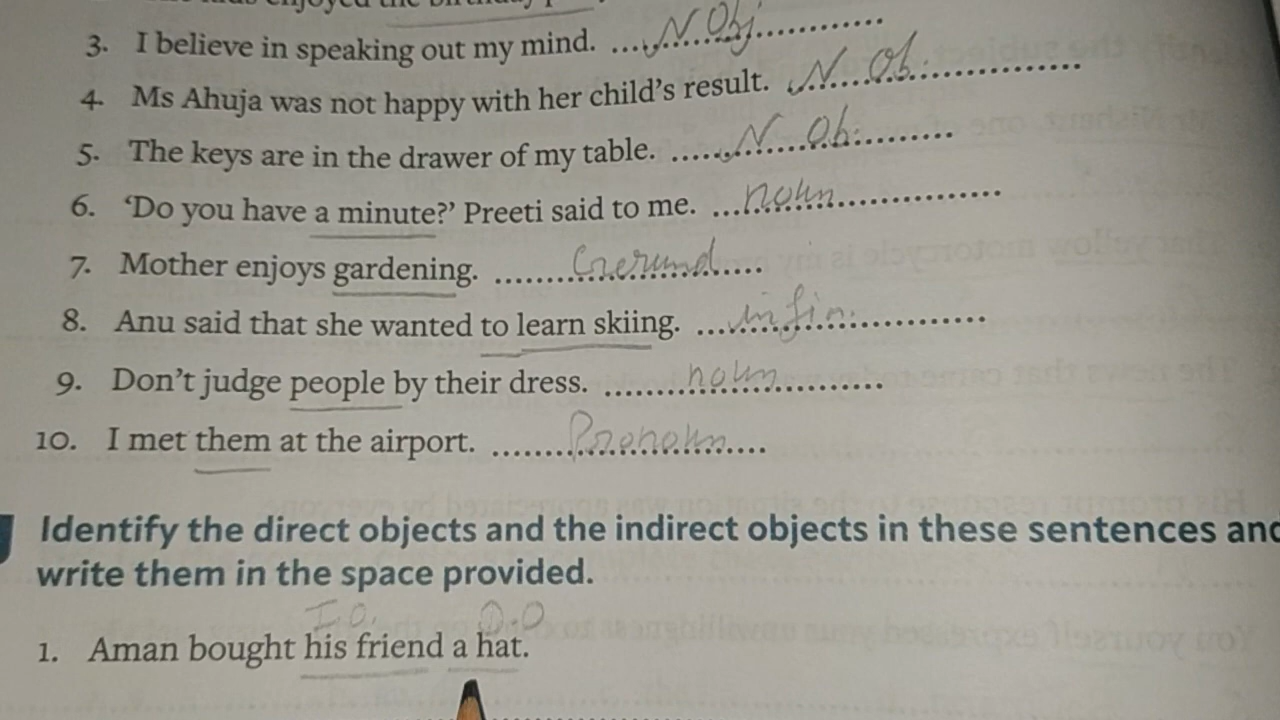 enjoyed the birthday p
3. I believe in speaking out my mind. ...N. Obj...........
4. Ms Ahuja was not happy with her child's result. N. Ob.................
5. The keys are in the drawer of my table. ......N. Ob:........
6. 'Do you have a minute?' Preeti said to me. ...noun.................
7. Mother enjoys gardening. ........Gerund....
8. Anu said that she wanted to learn skiing. ...infin................
9. Don't judge people by their dress. ........noun...........
10. I met them at the airport. ........Pronoun....
Identify the direct objects and the indirect objects in these sentences and
write them in the space provided.
I O. D.O
1. Aman bought his friend a hat.